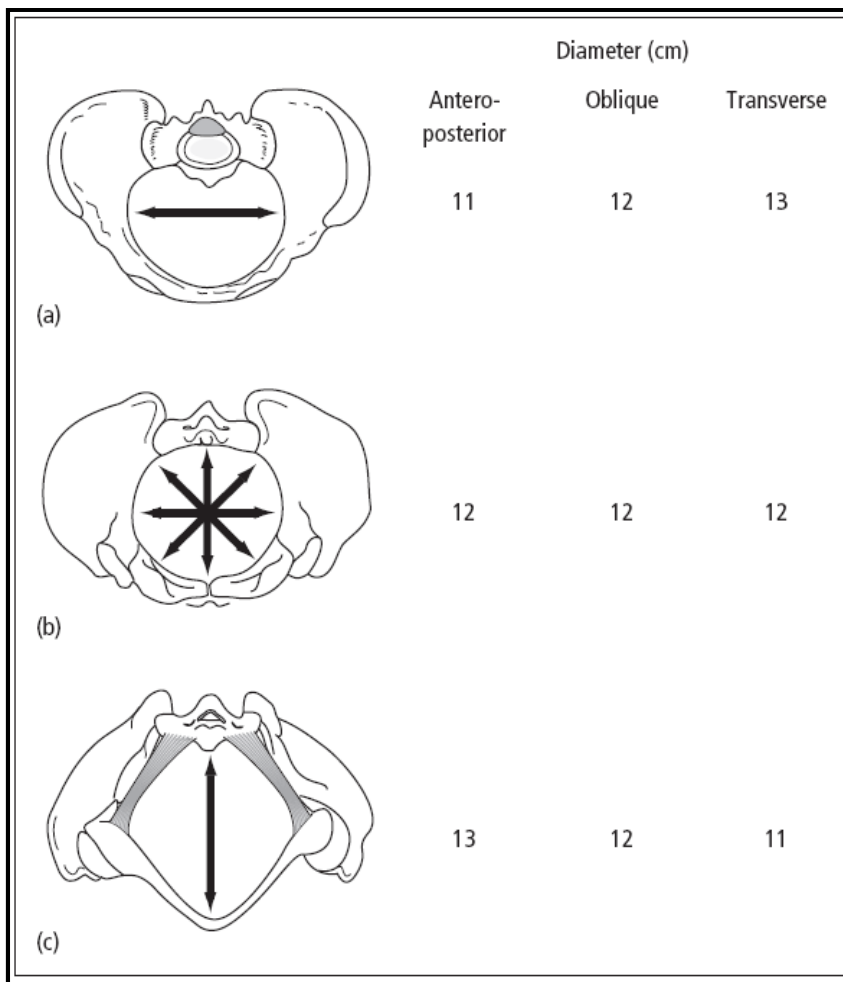 Diameter (cm)
Antero-
posterior
Oblique
Transverse
11 12 13
(a)
12 12 12
(b)
13 12 11
(c)